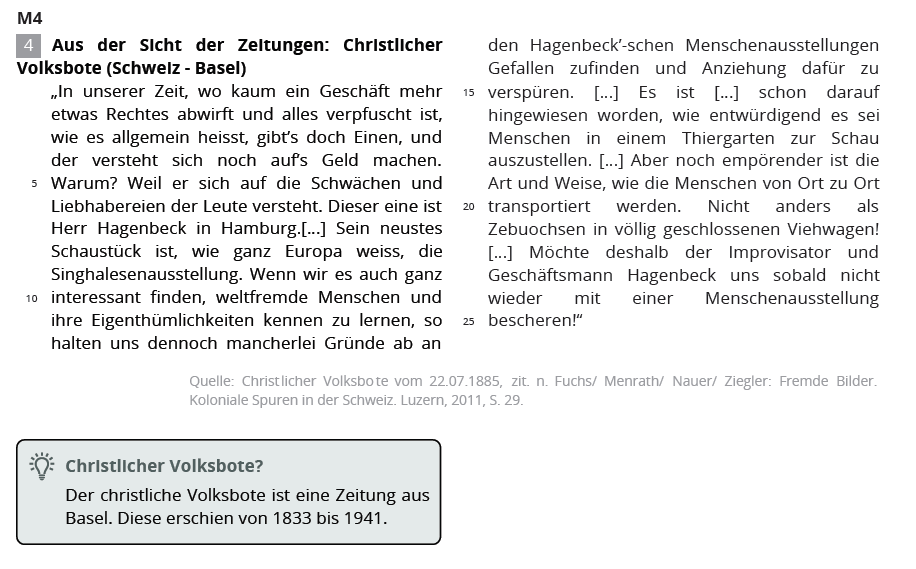 M4
4 Aus der Sicht der Zeitungen: Christlicher
Volksbote (Schweiz - Basel)
„In unserer Zeit, wo kaum ein Geschäft mehr
etwas Rechtes abwirft und alles verpfuscht ist,
wie es allgemein heisst, gibt’s doch Einen, und
der versteht sich noch auf’s Geld machen.
5 Warum? Weil er sich auf die Schwächen und
Liebhabereien der Leute versteht. Dieser eine ist
Herr Hagenbeck in Hamburg.[...] Sein neustes
Schaustück ist, wie ganz Europa weiss, die
Singhalesenausstellung. Wenn wir es auch ganz
10 interessant finden, weltfremde Menschen und
ihre Eigenthümlichkeiten kennen zu lernen, so
halten uns dennoch mancherlei Gründe ab an
den Hagenbeck’-schen Menschenausstellungen
Gefallen zufinden und Anziehung dafür zu
15 verspüren. [...] Es ist [...] schon darauf
hingewiesen worden, wie entwürdigend es sei
Menschen in einem Thiergarten zur Schau
auszustellen. [...] Aber noch empörender ist die
Art und Weise, wie die Menschen von Ort zu Ort
20 transportiert werden. Nicht anders als
Zebuochsen in völlig geschlossenen Viehwagen!
[...] Möchte deshalb der Improvisator und
Geschäftsmann Hagenbeck uns sobald nicht
wieder mit einer Menschenausstellung
25 bescheren!“
Quelle: Christlicher Volksbote vom 22.07.1885, zit. n. Fuchs/ Menrath/ Nauer/ Ziegler: Fremde Bilder.
Koloniale Spuren in der Schweiz. Luzern, 2011, S. 29.
Christlicher Volksbote?
Der christliche Volksbote ist eine Zeitung aus
Basel. Diese erschien von 1833 bis 1941.